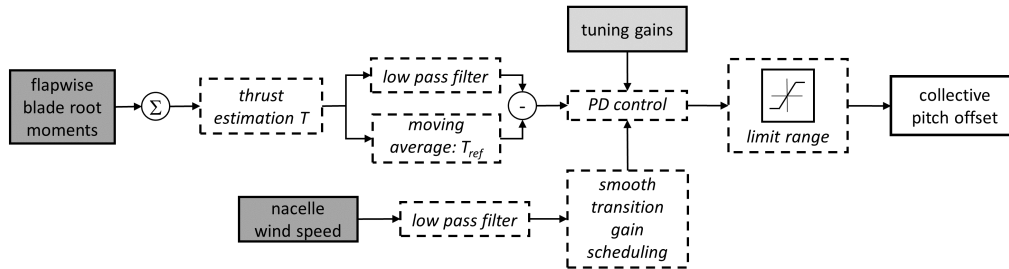 tuning gains
flapwise
blade root
moments
Σ
thrust
estimation T
low pass filter
moving
average: T_ref
-
PD control
limit range
collective
pitch offset
nacelle
wind speed
low pass filter
smooth
transition
gain
scheduling